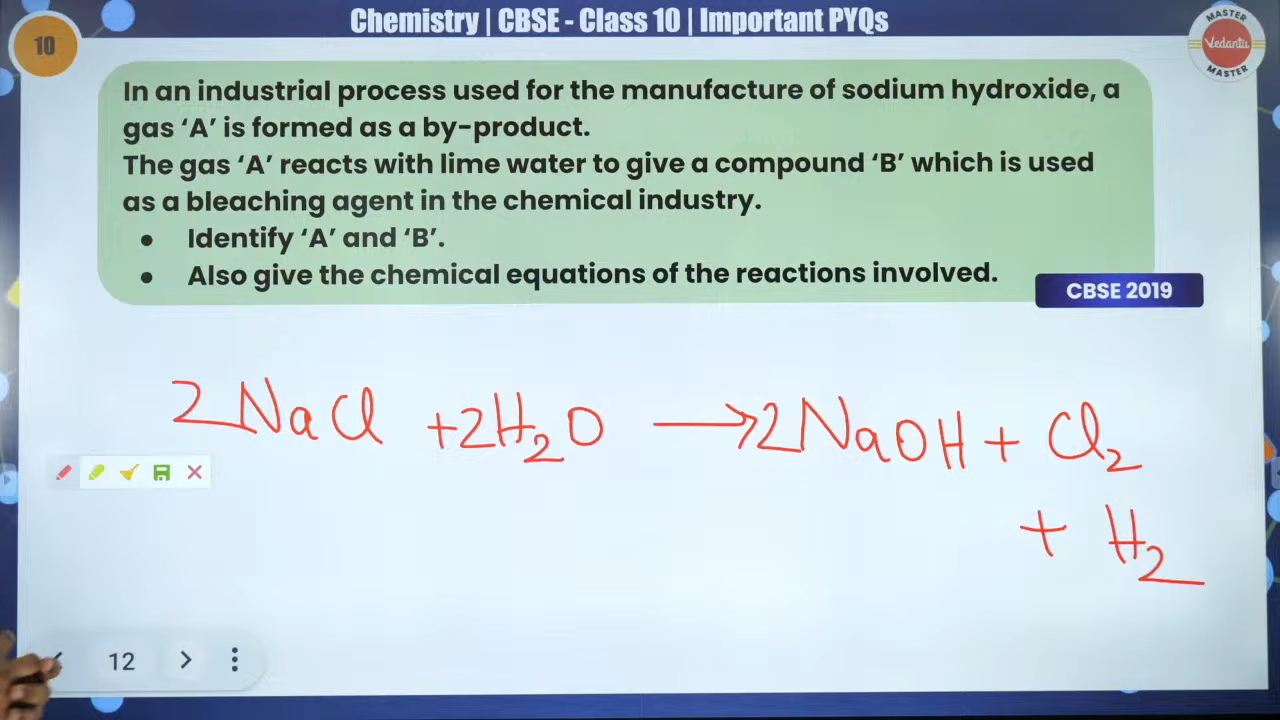 Chemistry | CBSE - Class 10 | Important PYQs
10
MASTER
Vedantu
MASTER
In an industrial process used for the manufacture of sodium hydroxide, a
gas ‘A’ is formed as a by-product.
The gas ‘A’ reacts with lime water to give a compound ‘B’ which is used
as a bleaching agent in the chemical industry.
● Identify ‘A’ and ‘B’.
● Also give the chemical equations of the reactions involved.
CBSE 2019
2NaCl + 2H₂O → 2NaOH + Cl₂
+ H₂
12